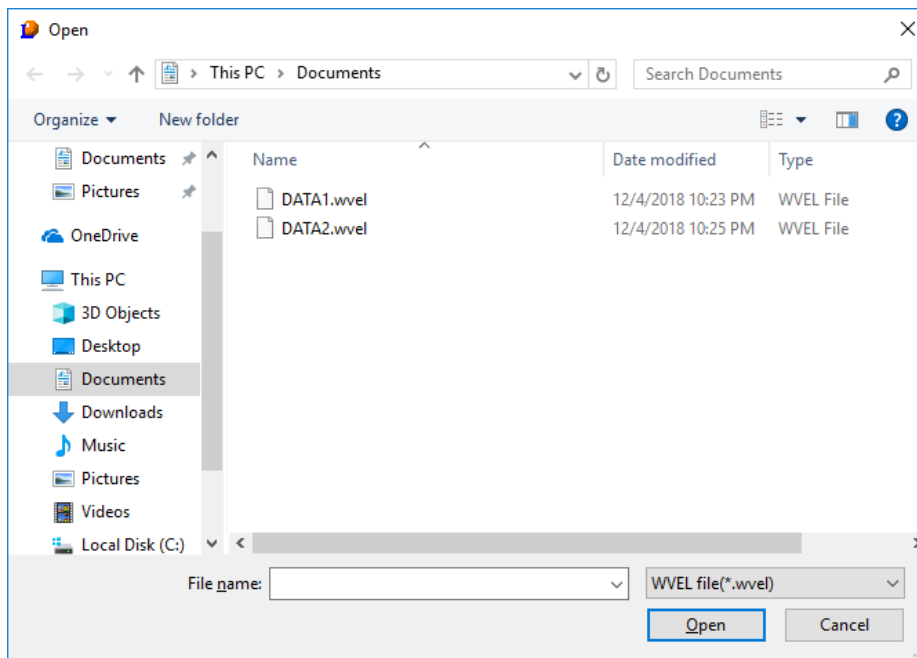 Open
This PC > Documents
Search Documents
Organize
New folder
Documents
Pictures
OneDrive
This PC
3D Objects
Desktop
Documents
Downloads
Music
Pictures
Videos
Local Disk (C:)
Name Date modified Type
DATA1.wvel 12/4/2018 10:23 PM WVEL File
DATA2.wvel 12/4/2018 10:25 PM WVEL File
File name:
WVEL file(*.wvel)
Open Cancel